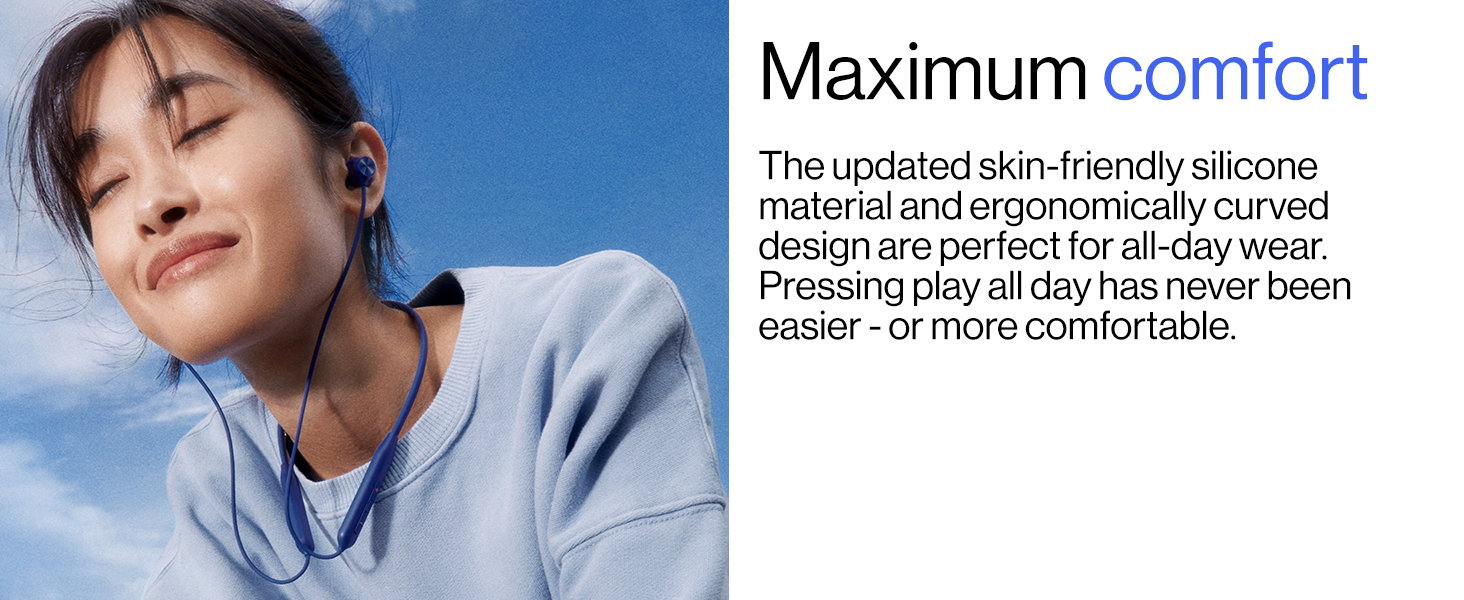 Maximum comfort
The updated skin-friendly silicone
material and ergonomically curved
design are perfect for all-day wear.
Pressing play all day has never been
easier - or more comfortable.